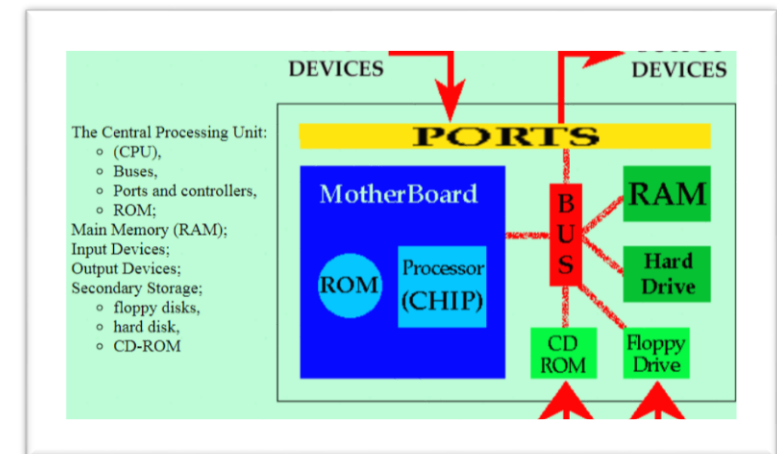 DEVICES
DEVICES
The Central Processing Unit:
(CPU),
Buses,
Ports and controllers,
ROM;
Main Memory (RAM);
Input Devices;
Output Devices;
Secondary Storage;
floppy disks,
hard disk,
CD-ROM
PORTS
MotherBoard
ROM
Processor
(CHIP)
BUS
RAM
Hard
Drive
CD
ROM
Floppy
Drive